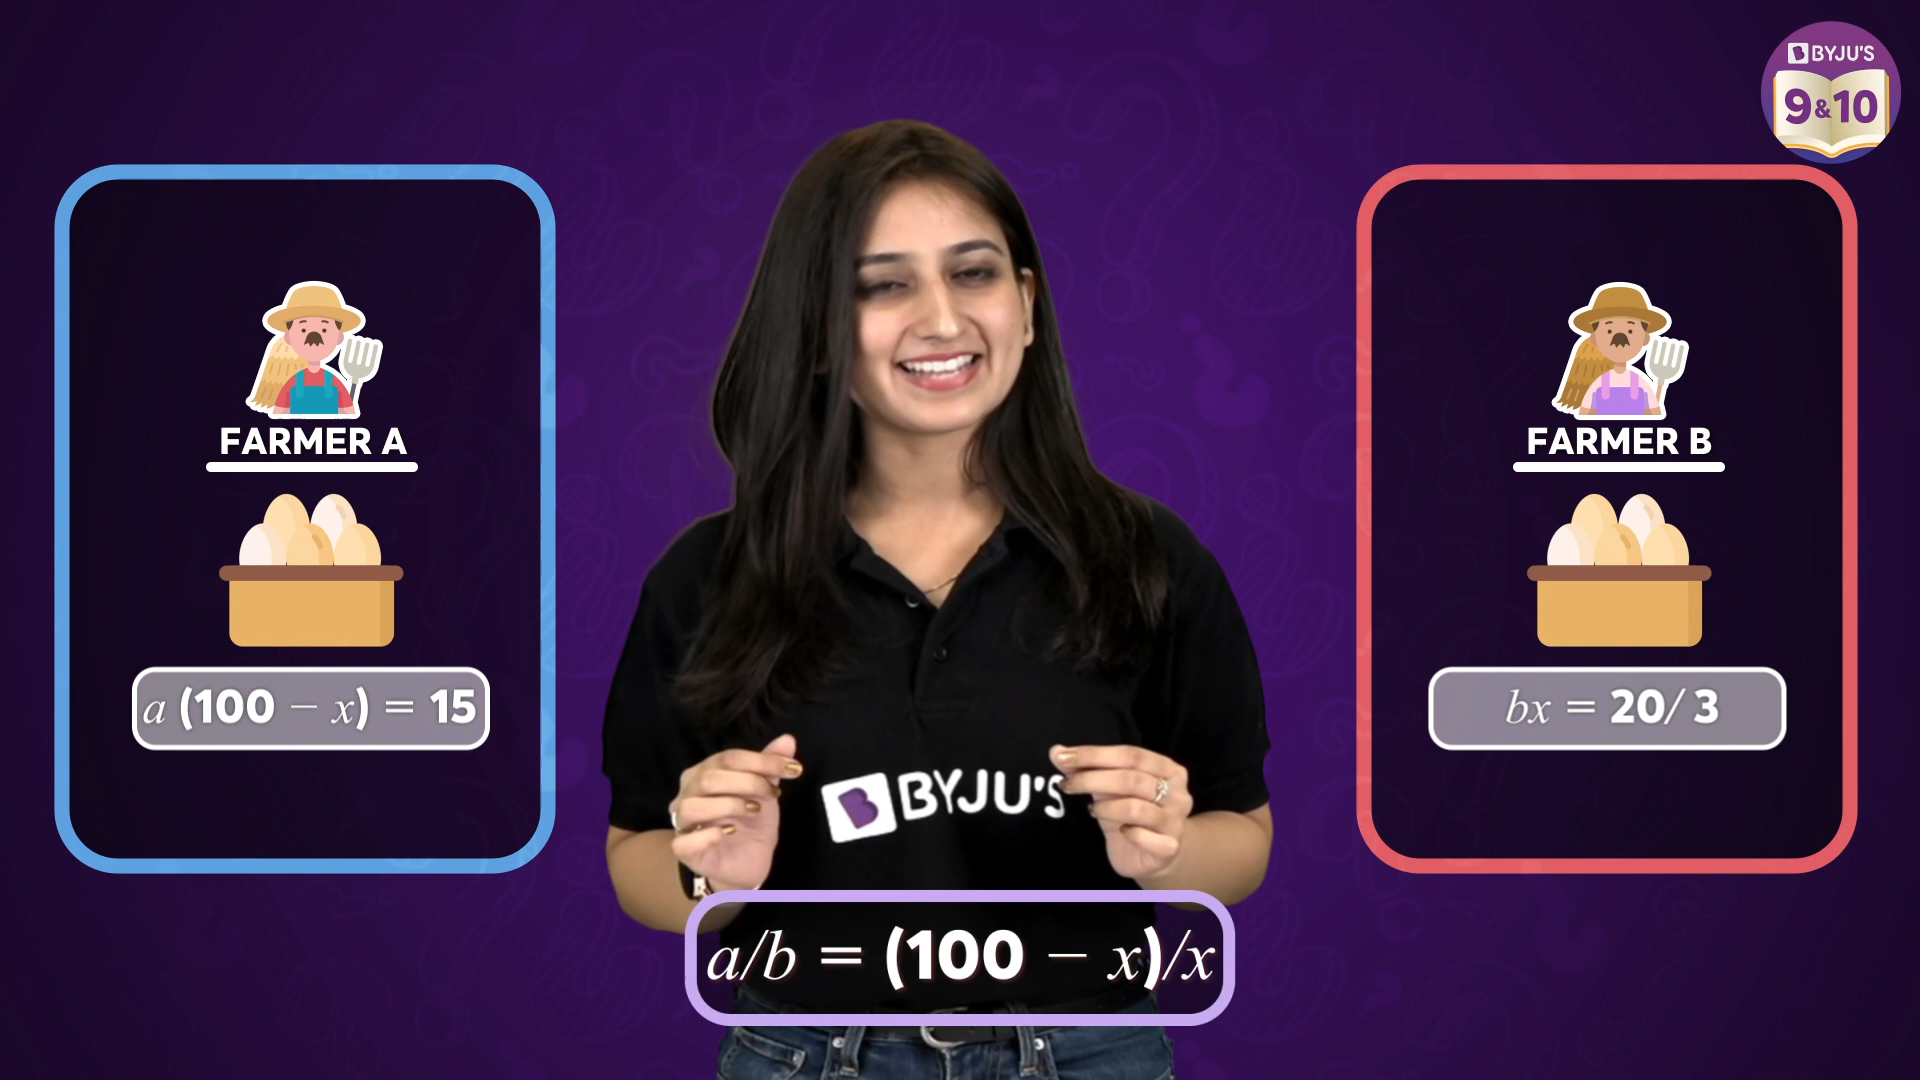 BYJU'S
9&10
FARMER A
a (100 − x) = 15
FARMER B
bx = 20/ 3
BYJU'S
a/b = (100 − x)/x